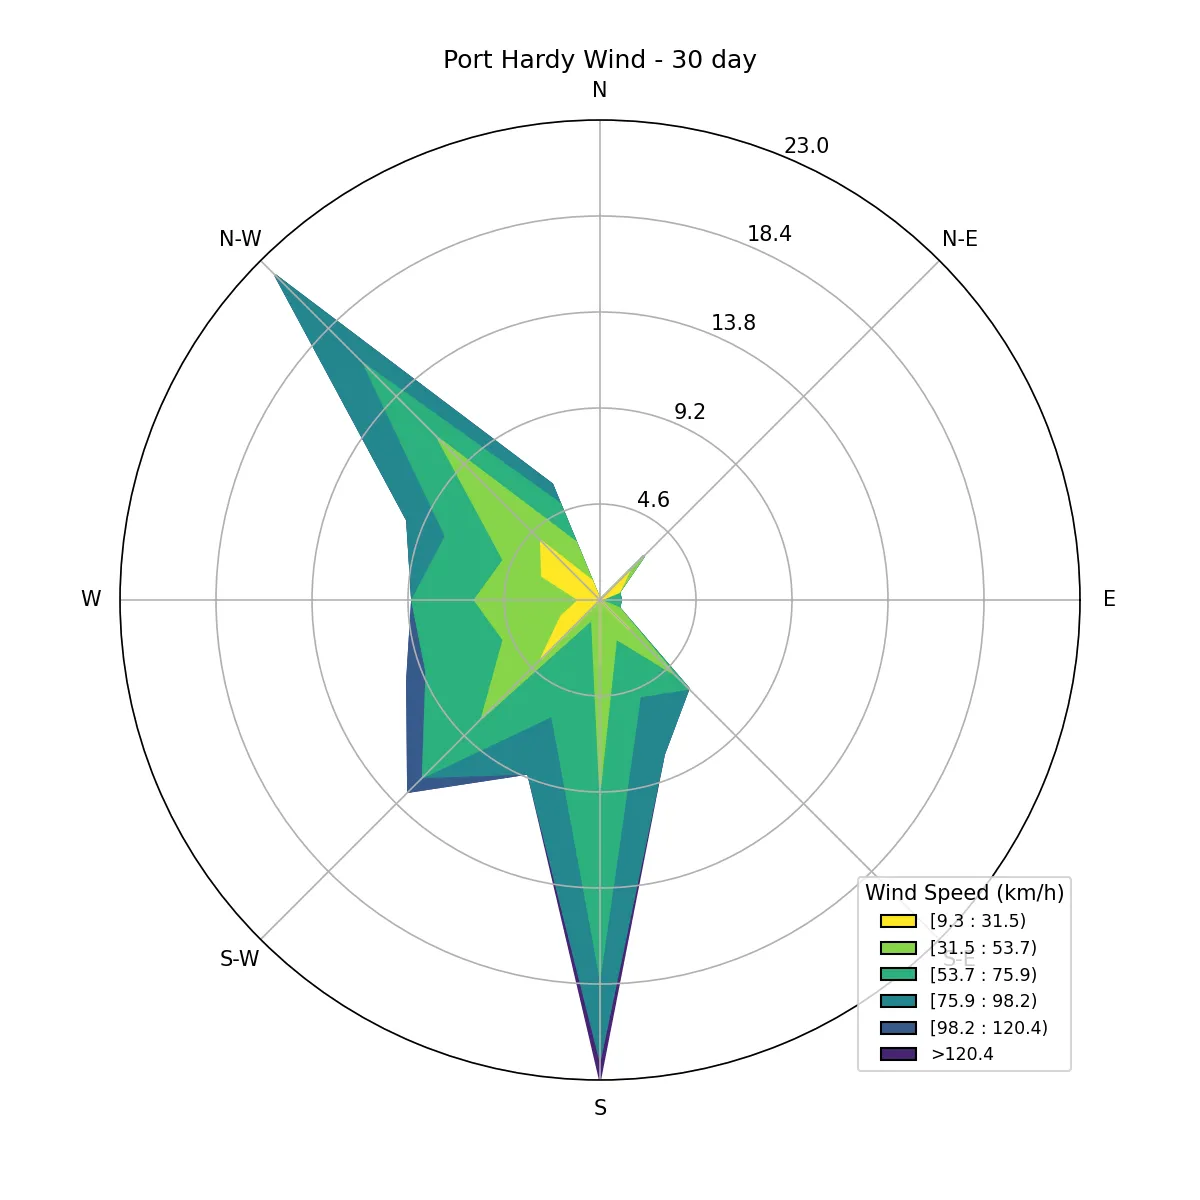 Port Hardy Wind - 30 day
N
23.0
N-W
18.4
N-E
13.8
9.2
4.6
W
E
S-W
S-E
Wind Speed (km/h)
[9.3 : 31.5)
[31.5 : 53.7)
[53.7 : 75.9)
[75.9 : 98.2)
[98.2 : 120.4)
>120.4
S